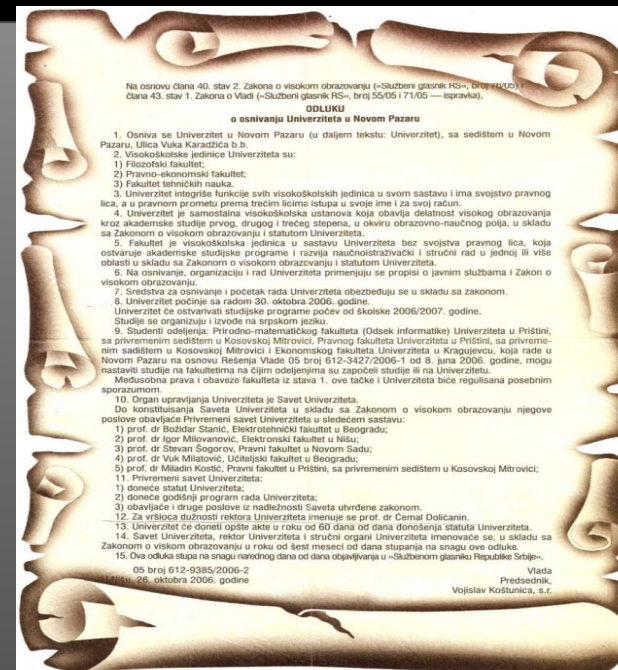 Na osnovu člana 40. stav 2. Zakona o visokom obrazovanju («Službeni glasnik RS«, broj 76/05) i
člana 43. stav 1. Zakona o Vladi («Službeni glasnik RS«, broj 55/05 i 71/05 — ispravka),
ODLUKU
o osnivanju Univerziteta u Novom Pazaru
1. Osniva se Univerzitet u Novom Pazaru (u daljem tekstu: Univerzitet), sa sedištem u Novom
Pazaru, Ulica Vuka Karadžića b.b.
2. Visokoškolske jedinice Univerziteta su:
1) Filozofski fakultet;
2) Pravno-ekonomski fakultet;
3) Fakultet tehničkih nauka.
3. Univerzitet integriše funkcije svih visokoškolskih jedinica u svom sastavu i ima svojstvo pravnog
lica, a u pravnom prometu prema trećim licima istupa u svoje ime i za svoj račun.
4. Univerzitet je samostalna visokoškolska ustanova koja obavlja delatnost visokog obrazovanja
kroz akademske studije prvog, drugog i trećeg stepena, u okviru obrazovno-naučnog polja, u skladu
sa Zakonom o visokom obrazovanju i statutom Univerziteta.
5. Fakultet je visokoškolska jedinica u sastavu Univerziteta bez svojstva pravnog lica, koja
ostvaruje akademske studijske programe i razvija naučnoistraživački i stručni rad u jednoj ili više
oblasti u skladu sa Zakonom o visokom obrazovanju i statutom Univerziteta.
6. Na osnivanje, organizaciju i rad Univerziteta primenjuju se propisi o javnim službama i Zakon o
visokom obrazovanju.
7. Sredstva za osnivanje i početak rada Univerziteta obezbeđuju se u skladu sa zakonom.
8. Univerzitet počinje sa radom 30. oktobra 2006. godine.
Univerzitet će ostvarivati studijske programe počev od školske 2006/2007. godine.
Studije se organizuju i izvode na srpskom jeziku.
9. Studenti odeljenja: Prirodno-matematičkog fakulteta (Odsek informatike) Univerziteta u Prištini,
sa privremenim sedištem u Kosovskoj Mitrovici, Pravnog fakulteta Univerziteta u Prištini, sa privreme-
nim sadištem u Kosovskoj Mitrovici i Ekonomskog fakulteta Univerziteta u Kragujevcu, koja rade u
Novom Pazaru na osnovu Rešenja Vlade 05 broj 612-3427/2006-1 od 8. juna 2006. godine, mogu
nastaviti studije na fakultetima na čijim odeljenjima su započeli studije ili na Univerzitetu.
Međusobna prava i obaveze fakulteta iz stava 1. ove tačke i Univerziteta biće regulisana posebnim
sporazumom.
10. Organ upravljanja Univerziteta je Savet Univerziteta.
Do konstituisanja Saveta Univerziteta u skladu sa Zakonom o visokom obrazovanju njegove
poslove obavljaće Privremeni savet Univerziteta u sledećem sastavu:
1) prof. dr Božidar Stanić, Elektrotehnički fakultet u Beogradu;
2) prof. dr Igor Milovanović, Elektronski fakultet u Nišu;
3) prof. dr Stevan Šogorov, Pravni fakultet u Novom Sadu;
4) prof. dr Vuk Milatović, Učiteljski fakultet u Beogradu;
5) prof. dr Miladin Kostić, Pravni fakultet u Prištini, sa privremenim sedištem u Kosovskoj Mitrovici;
11. Privremeni savet Univerziteta:
1) doneće statut Univerziteta;
2) doneće godišnji program rada Univerziteta;
3) obavljaće i druge poslove iz nadležnosti Saveta utvrđene zakonom.
12. Za vršioca dužnosti rektora Univerziteta imenuje se prof. dr Ćemal Dolićanin.
13. Univerzitet će doneti opšte akte u roku od 60 dana od dana donošenja statuta Univerziteta.
14. Savet Univerziteta, rektor Univerziteta i stručni organi Univerziteta imenovaće se, u skladu sa
Zakonom o viskom obrazovanju u roku od šest meseci od dana stupanja na snagu ove odluke.
15. Ova odluka stupa na snagu narednog dana od dana objavljivanja u »Službenom glasniku Republike Srbije«.
05 broj 612-9385/2006-2 Vlada
U Nišu, 26. oktobra 2006. godine Predsednik,
Vojislav Koštunica, s.r.